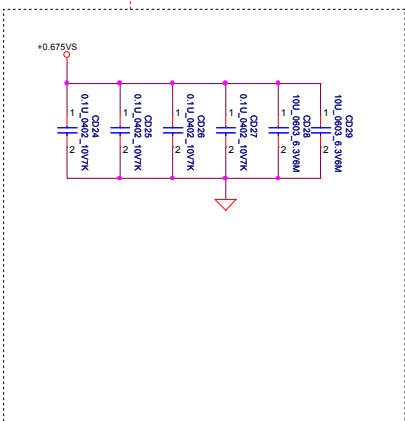 +0.675VS
1
2
CD24
0.1U_0402_10V7K
1
2
CD25
0.1U_0402_10V7K
1
2
CD26
0.1U_0402_10V7K
1
2
CD27
0.1U_0402_10V7K
1
2
CD28
10U_0603_6.3V6M
1
2
CD29
10U_0603_6.3V6M